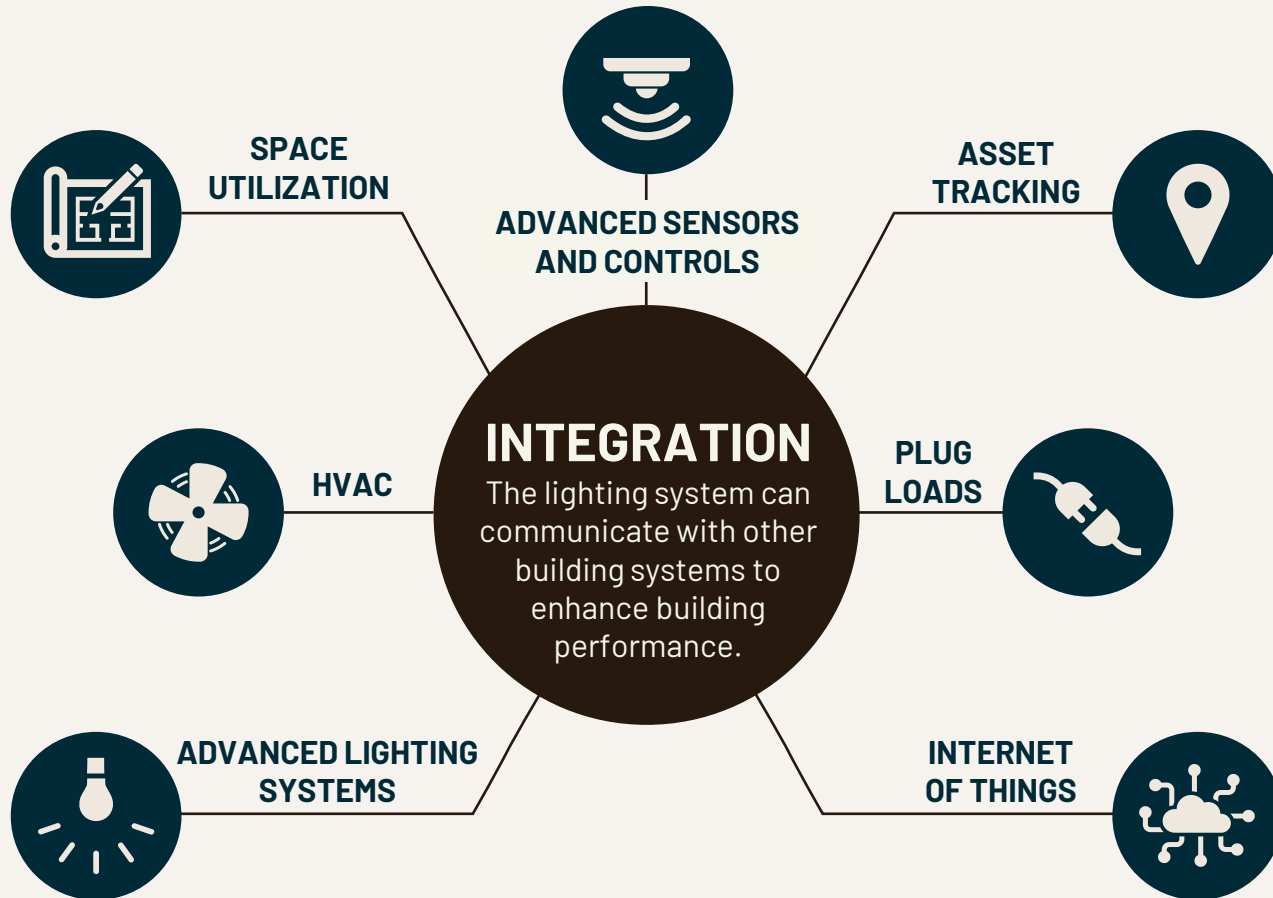 SPACE
UTILIZATION
ADVANCED SENSORS
AND CONTROLS
ASSET
TRACKING
HVAC
INTEGRATION
The lighting system can
communicate with other
building systems to
enhance building
performance.
PLUG
LOADS
ADVANCED LIGHTING
SYSTEMS
INTERNET
OF THINGS